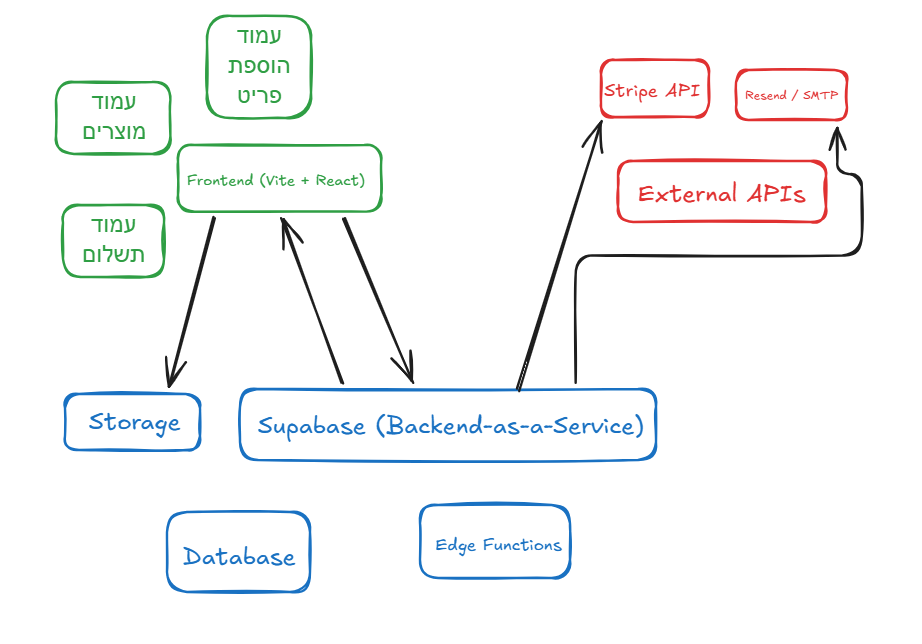 עמוד
הוספת
פריט
עמוד
מוצרים
Frontend (Vite + React)
עמוד
תשלום
Stripe API
Resend / SMTP
External APIs
Storage
Supabase (Backend-as-a-Service)
Database
Edge Functions